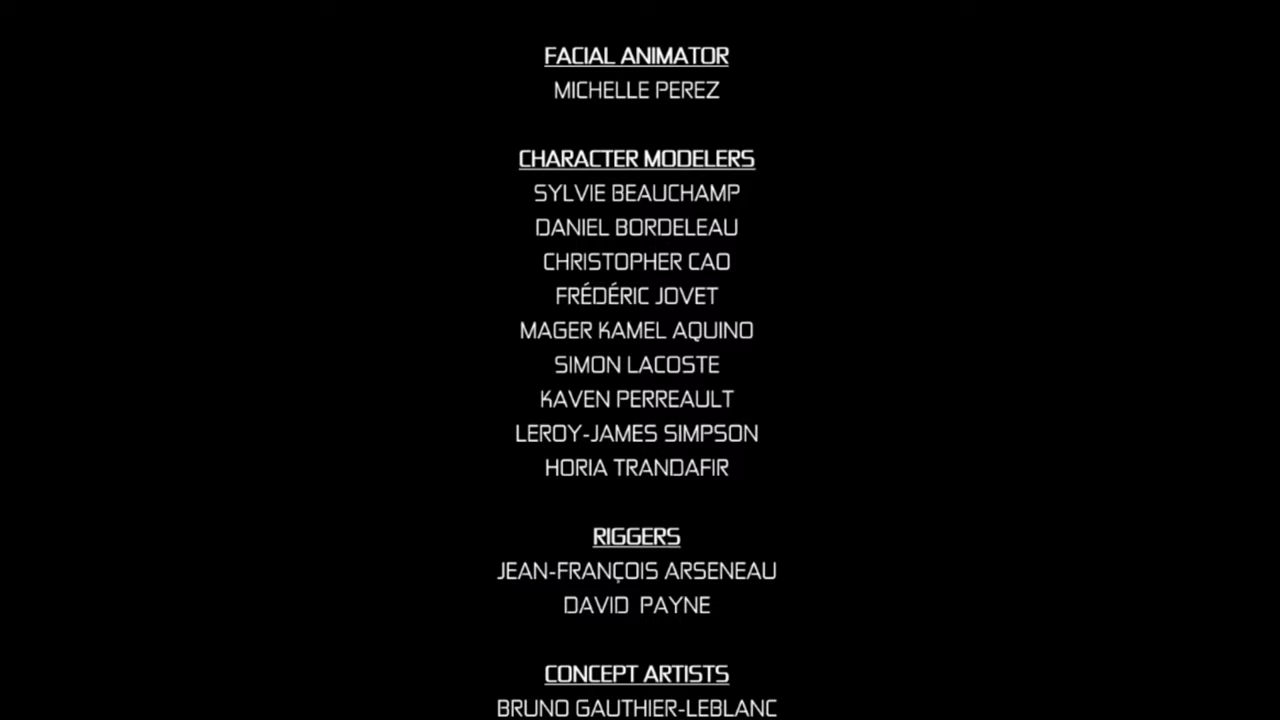 FACIAL ANIMATOR
MICHELLE PEREZ
CHARACTER MODELERS
SYLVIE BEAUCHAMP
DANIEL BORDELEAU
CHRISTOPHER CAO
FRÉDÉRIC JOVET
MAGER KAMEL AQUINO
SIMON LACOSTE
KAVEN PERREAULT
LEROY-JAMES SIMPSON
HORIA TRANDAFIR
RIGGERS
JEAN-FRANÇOIS ARSENEAU
DAVID PAYNE
CONCEPT ARTISTS
BRUNO GAUTHIER-LEBLANC